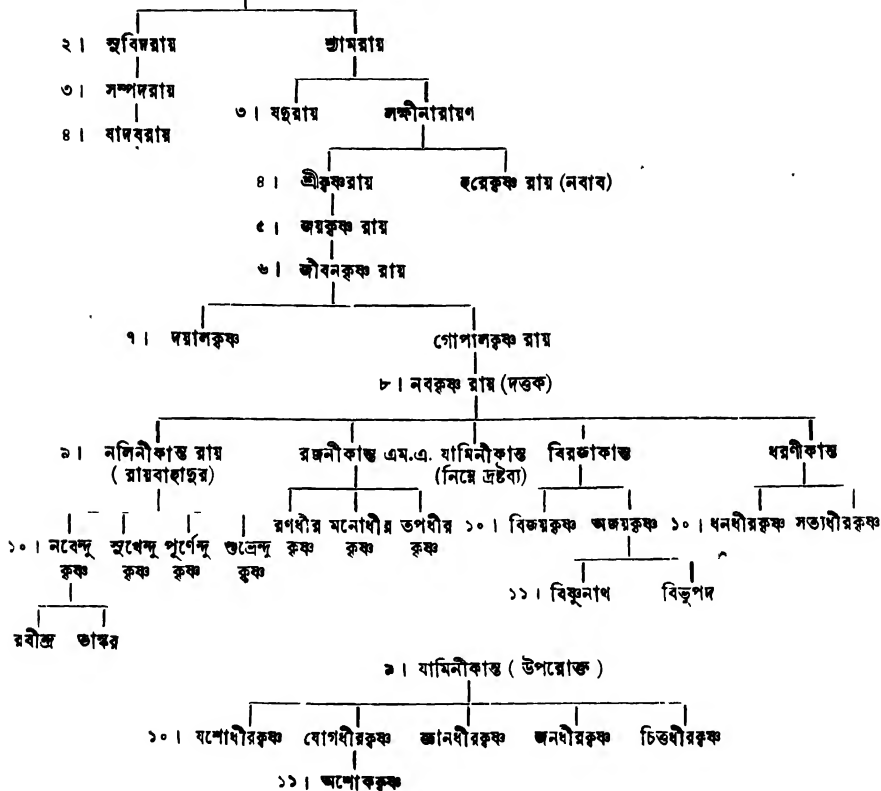 ২। সুবিদরায় শ্যামরায়
৩। সম্পদরায়
৩। যদুরায় লক্ষীনারায়ণ
৪। যাদবরায়
৪। শ্রীকৃষ্ণরায় হরেকৃষ্ণ রায় (নবাব)
৫। জয়কৃষ্ণ রায়
৬। জীবনকৃষ্ণ রায়
৭। দয়ালকৃষ্ণ গোপালকৃষ্ণ রায়
৮। নবকৃষ্ণ রায় (দত্তক)
৯। নলিনীকান্ত রায় রজনীকান্ত এম.এ. যামিনীকান্ত বিরজাকান্ত ধরণীকান্ত
(রায়বাহাদুর) (নিম্নে দ্রষ্টব্য)
রণধীর মনোধীর তপধীর ১০। বিজয়কৃষ্ণ অজয়কৃষ্ণ ১০। ধনধীরকৃষ্ণ সত্যধীরকৃষ্ণ
কৃষ্ণ কৃষ্ণ কৃষ্ণ
১০। নবেন্দু সুখেন্দু পূর্ণেন্দু শুভ্রেন্দু
কৃষ্ণ কৃষ্ণ কৃষ্ণ কৃষ্ণ
১১। বিষ্ণুনাথ বিভূপদ
রবীন্দ্র ভাস্কর
৯। যামিনীকান্ত (উপরোক্ত)
১০। যশোধীরকৃষ্ণ যোগধীরকৃষ্ণ জ্ঞানধীরকৃষ্ণ জনধীরকৃষ্ণ চিত্তধীরকৃষ্ণ
১১। অশোককৃষ্ণ